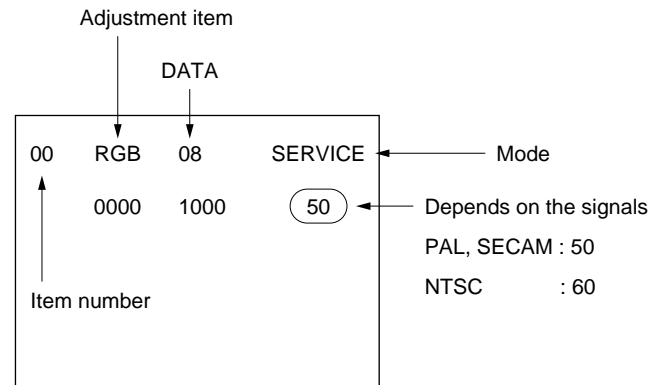 Adjustment item
DATA
00 RGB 08 SERVICE
Mode
0000 1000 50
Depends on the signals
PAL, SECAM : 50
NTSC : 60
Item number